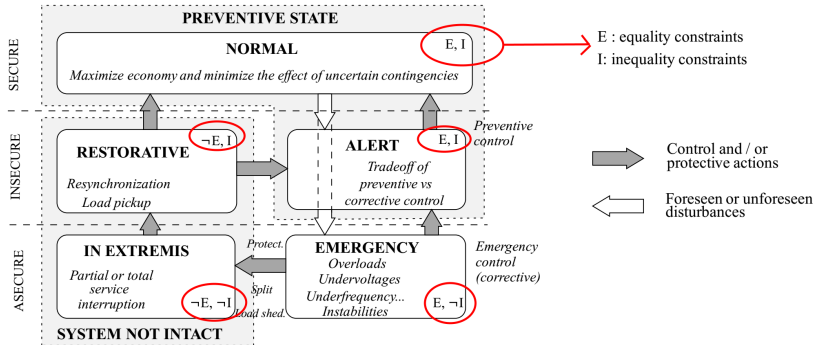 PREVENTIVE STATE
NORMAL
E, I
Maximize economy and minimize the effect of uncertain contingencies
E : equality constraints
I: inequality constraints
SECURE
INSECURE
ASECURE
RESTORATIVE
¬E, I
Resynchronization
Load pickup
ALERT
E, I
Tradeoff of
preventive vs
corrective control
Preventive
control
Control and / or
protective actions
Foreseen or unforeseen
disturbances
IN EXTREMIS
Partial or total
service
interruption
¬E, ¬I
SYSTEM NOT INTACT
Protect.
Split
Load shed.
EMERGENCY
Overloads
Undervoltages
Underfrequency...
Instabilities
E, ¬I
Emergency
control
(corrective)